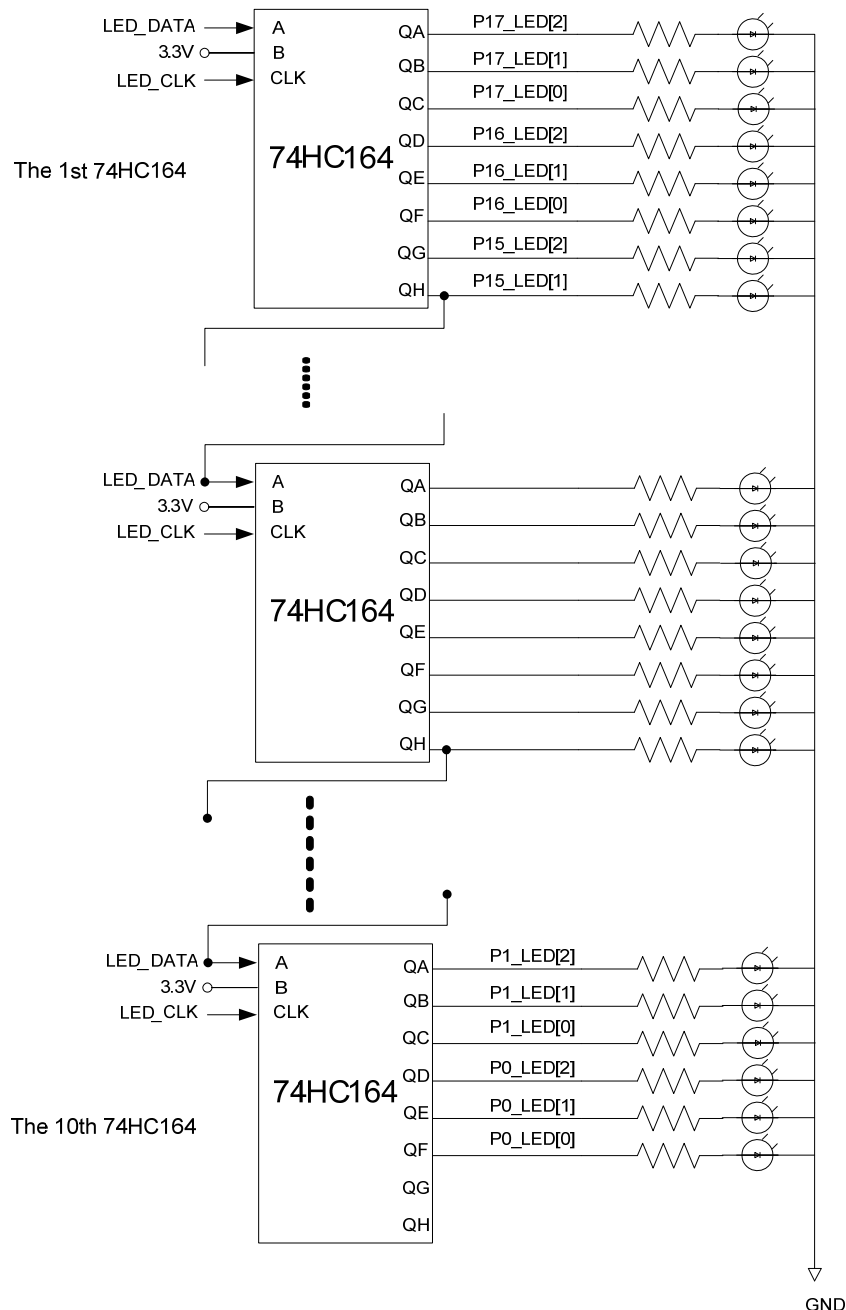 LED_DATA
3.3V
LED_CLK
A
B
CLK
74HC164
QA
QB
QC
QD
QE
QF
QG
QH
P17_LED[2]
P17_LED[1]
P17_LED[0]
P16_LED[2]
P16_LED[1]
P16_LED[0]
P15_LED[2]
P15_LED[1]
The 1st 74HC164
LED_DATA
3.3V
LED_CLK
A
B
CLK
74HC164
QA
QB
QC
QD
QE
QF
QG
QH
LED_DATA
3.3V
LED_CLK
A
B
CLK
74HC164
QA
QB
QC
QD
QE
QF
QG
QH
P1_LED[2]
P1_LED[1]
P1_LED[0]
P0_LED[2]
P0_LED[1]
P0_LED[0]
The 10th 74HC164
GND